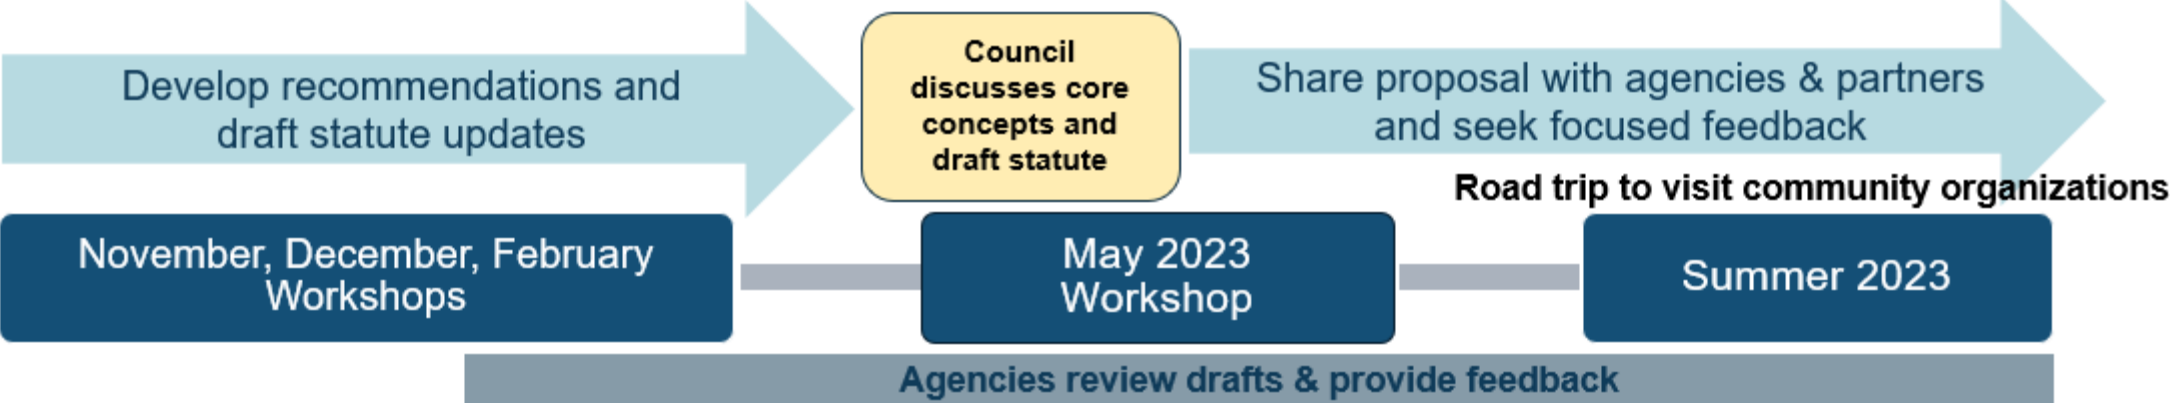 Develop recommendations and
draft statute updates
Council
discusses core
concepts and
draft statute
Share proposal with agencies & partners
and seek focused feedback
Road trip to visit community organizations
November, December, February
Workshops
May 2023
Workshop
Summer 2023
Agencies review drafts & provide feedback